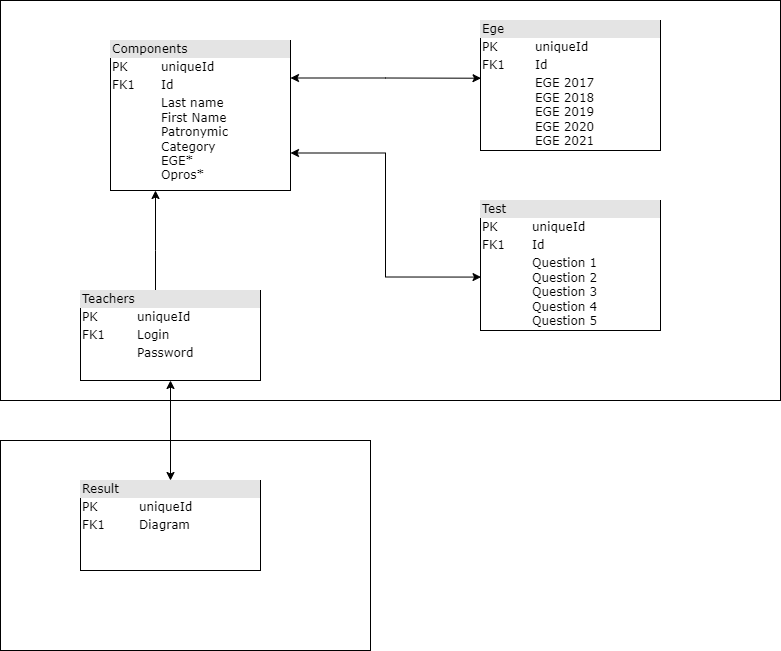 Components
PK uniqueId
FK1 Id
Last name
First Name
Patronymic
Category
EGE*
Opros*
Ege
PK uniqueId
FK1 Id
EGE 2017
EGE 2018
EGE 2019
EGE 2020
EGE 2021
Test
PK uniqueId
FK1 Id
Question 1
Question 2
Question 3
Question 4
Question 5
Teachers
PK uniqueId
FK1 Login
Password
Result
PK uniqueId
FK1 Diagram